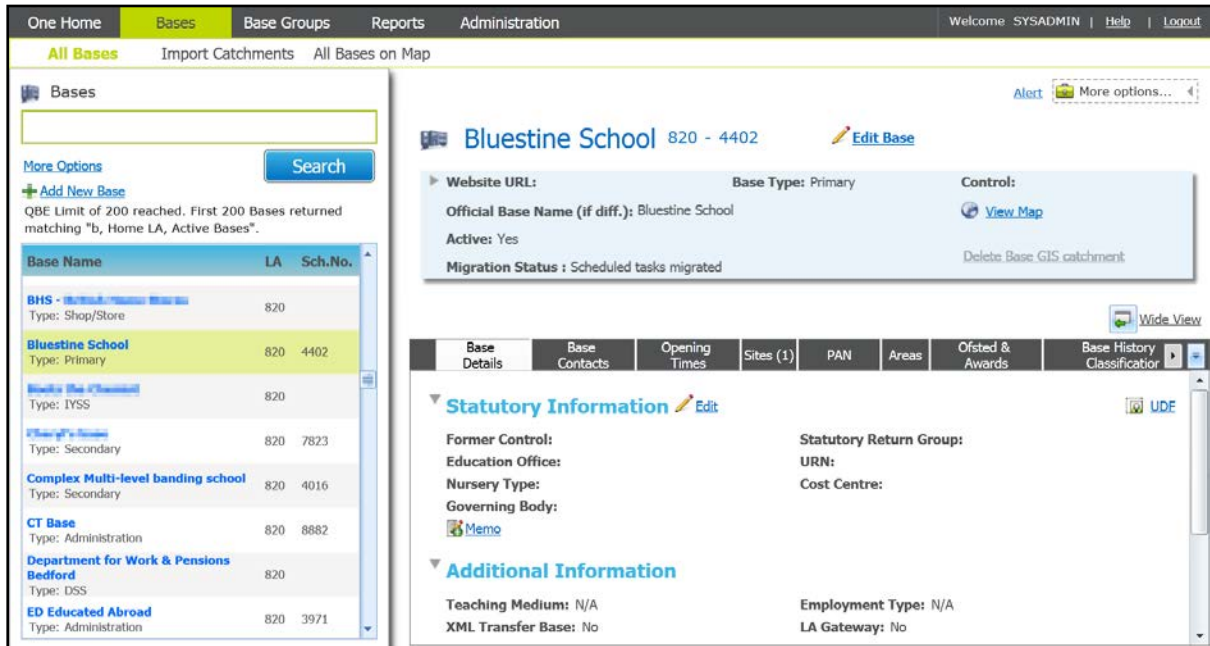 One Home Bases Base Groups Reports Administration Welcome SYSADMIN | Help | Logout
All Bases Import Catchments All Bases on Map
Bases
More Options Search
Add New Base
QBE Limit of 200 reached. First 200 Bases returned
matching "b, Home LA, Active Bases".
Base Name LA Sch.No.
BHS - 820
Type: Shop/Store
Bluestine School 820 4402
Type: Primary
820
Type: IYSS
820 7823
Type: Secondary
Complex Multi-level banding school 820 4016
Type: Secondary
CT Base 820 8882
Type: Administration
Department for Work & Pensions
Bedford 820
Type: DSS
ED Educated Abroad 820 3971
Type: Administration
Alert More options...
Bluestine School 820 - 4402 Edit Base
Website URL: Base Type: Primary Control:
Official Base Name (if diff.): Bluestine School View Map
Active: Yes
Migration Status : Scheduled tasks migrated Delete Base GIS catchment
Wide View
Base Details Base Contacts Opening Times Sites (1) PAN Areas Ofsted & Awards Base History Classification
Statutory Information Edit UDF
Former Control: Statutory Return Group:
Education Office: URN:
Nursery Type: Cost Centre:
Governing Body:
Memo
Additional Information
Teaching Medium: N/A Employment Type: N/A
XML Transfer Base: No LA Gateway: No